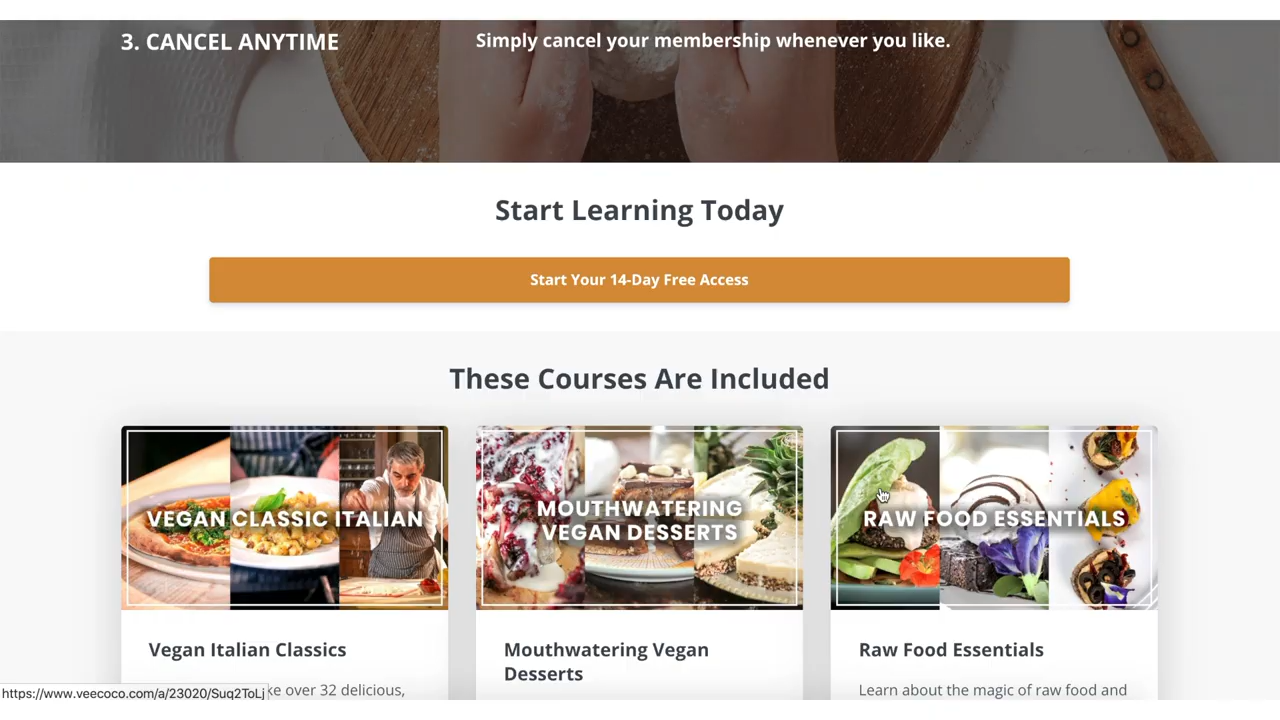 3. CANCEL ANYTIME
Simply cancel your membership whenever you like.
Start Learning Today
Start Your 14-Day Free Access
These Courses Are Included
VEGAN CLASSIC ITALIAN
MOUTHWATERING
VEGAN DESSERTS
RAW FOOD ESSENTIALS
Vegan Italian Classics
Mouthwatering Vegan
Desserts
Raw Food Essentials
ke over 32 delicious,
Learn about the magic of raw food and
https://www.veecoco.com/a/23020/Suq2ToLj